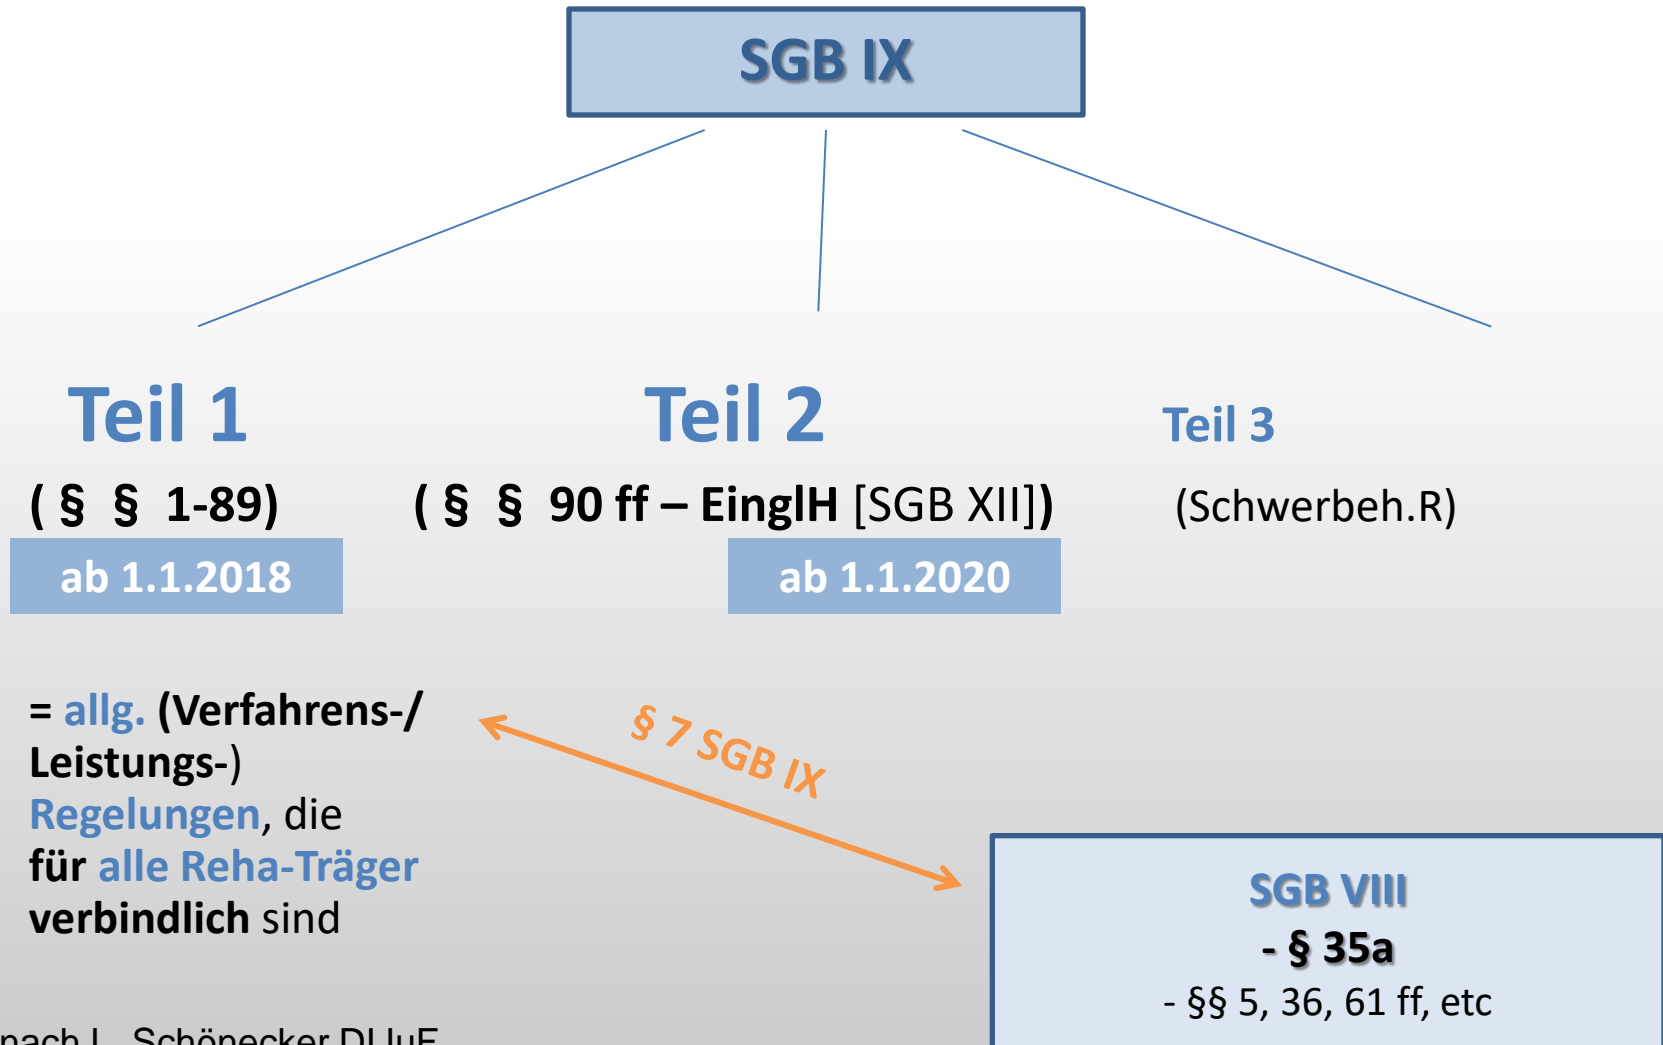 SGB IX
Teil 1
( § § 1-89)
ab 1.1.2018
Teil 2
( § § 90 ff – EinglH [SGB XII])
ab 1.1.2020
Teil 3
(Schwerbeh.R)
= allg. (Verfahrens-/
Leistungs-)
Regelungen, die
für alle Reha-Träger
verbindlich sind
§ 7 SGB IX
SGB VIII
- § 35a
- §§ 5, 36, 61 ff, etc
nach L. Schönecker